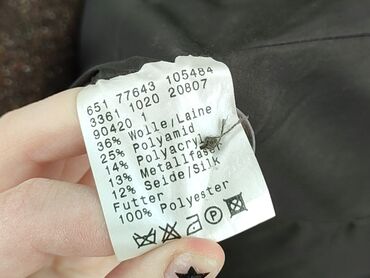 651 77643 105484
3361 1020 20807
90420 1
36% Wolle/Laine
25% Polyamid
14% Polyacryl
13% Metallfaser
12% Seide/Silk
Futter
100% Polyester
P